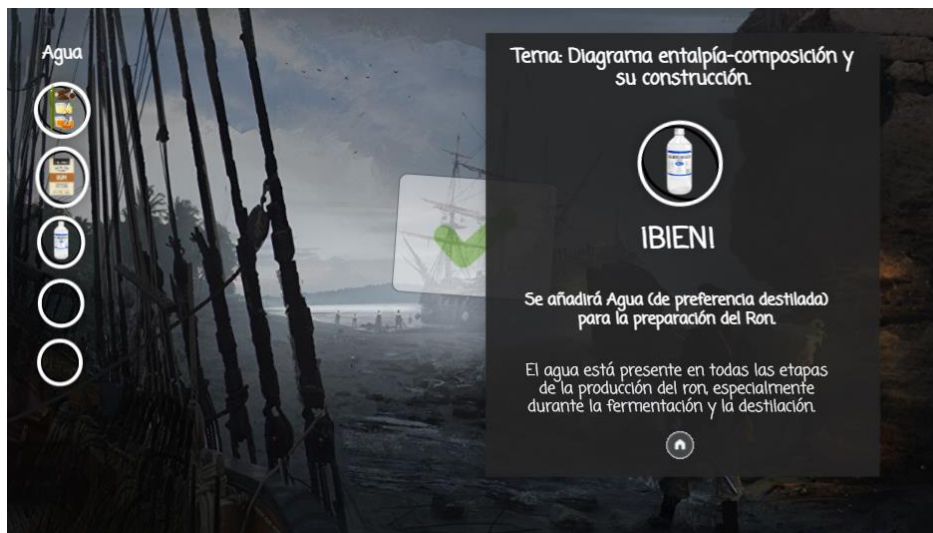 Agua
Tema: Diagrama entalpía-composición y
su construcción.
¡BIEN!
Se añadirá Agua (de preferencia destilada)
para la preparación del Ron.
El agua está presente en todas las etapas
de la producción del ron, especialmente
durante la fermentación y la destilación.